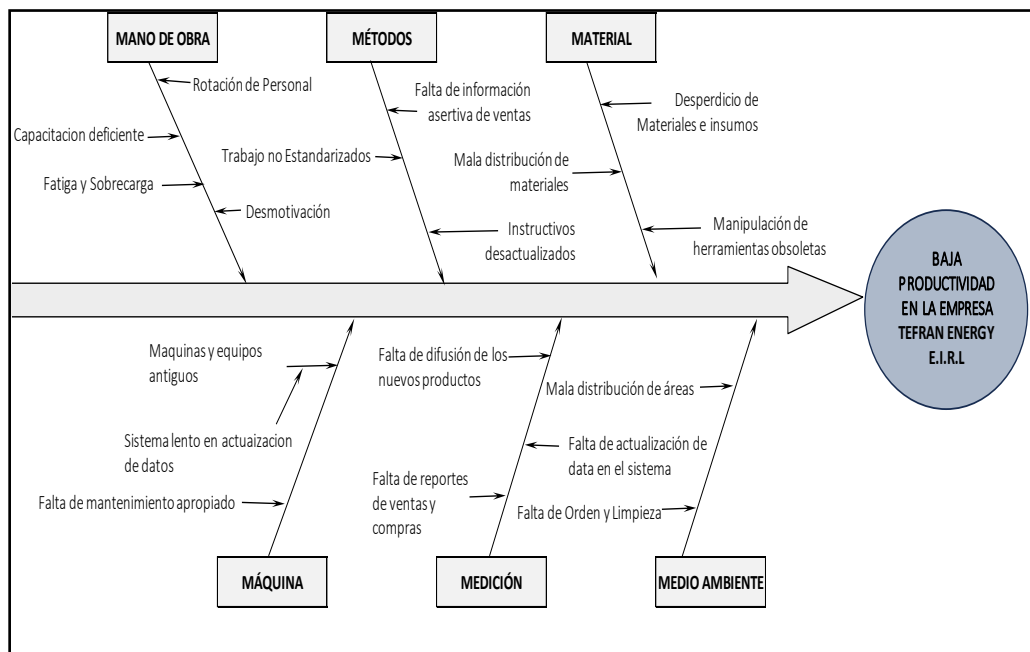 MANO DE OBRA
MÉTODOS
MATERIAL
Rotación de Personal
Capacitacion deficiente
Fatiga y Sobrecarga
Desmotivación
Falta de información
asertiva de ventas
Trabajo no Estandarizados
Instructivos
desactualizados
Desperdicio de
Materiales e insumos
Mala distribución de
materiales
Manipulación de
herramientas obsoletas
BAJA
PRODUCTIVIDAD
EN LA EMPRESA
TEFRAN ENERGY
E.I.R.L
Maquinas y equipos
antiguos
Sistema lento en actuaizacion
de datos
Falta de mantenimiento apropiado
Falta de difusión de los
nuevos productos
Falta de actualización de
data en el sistema
Falta de reportes
de ventas y
compras
Mala distribución de áreas
Falta de Orden y Limpieza
MÁQUINA
MEDICIÓN
MEDIO AMBIENTE